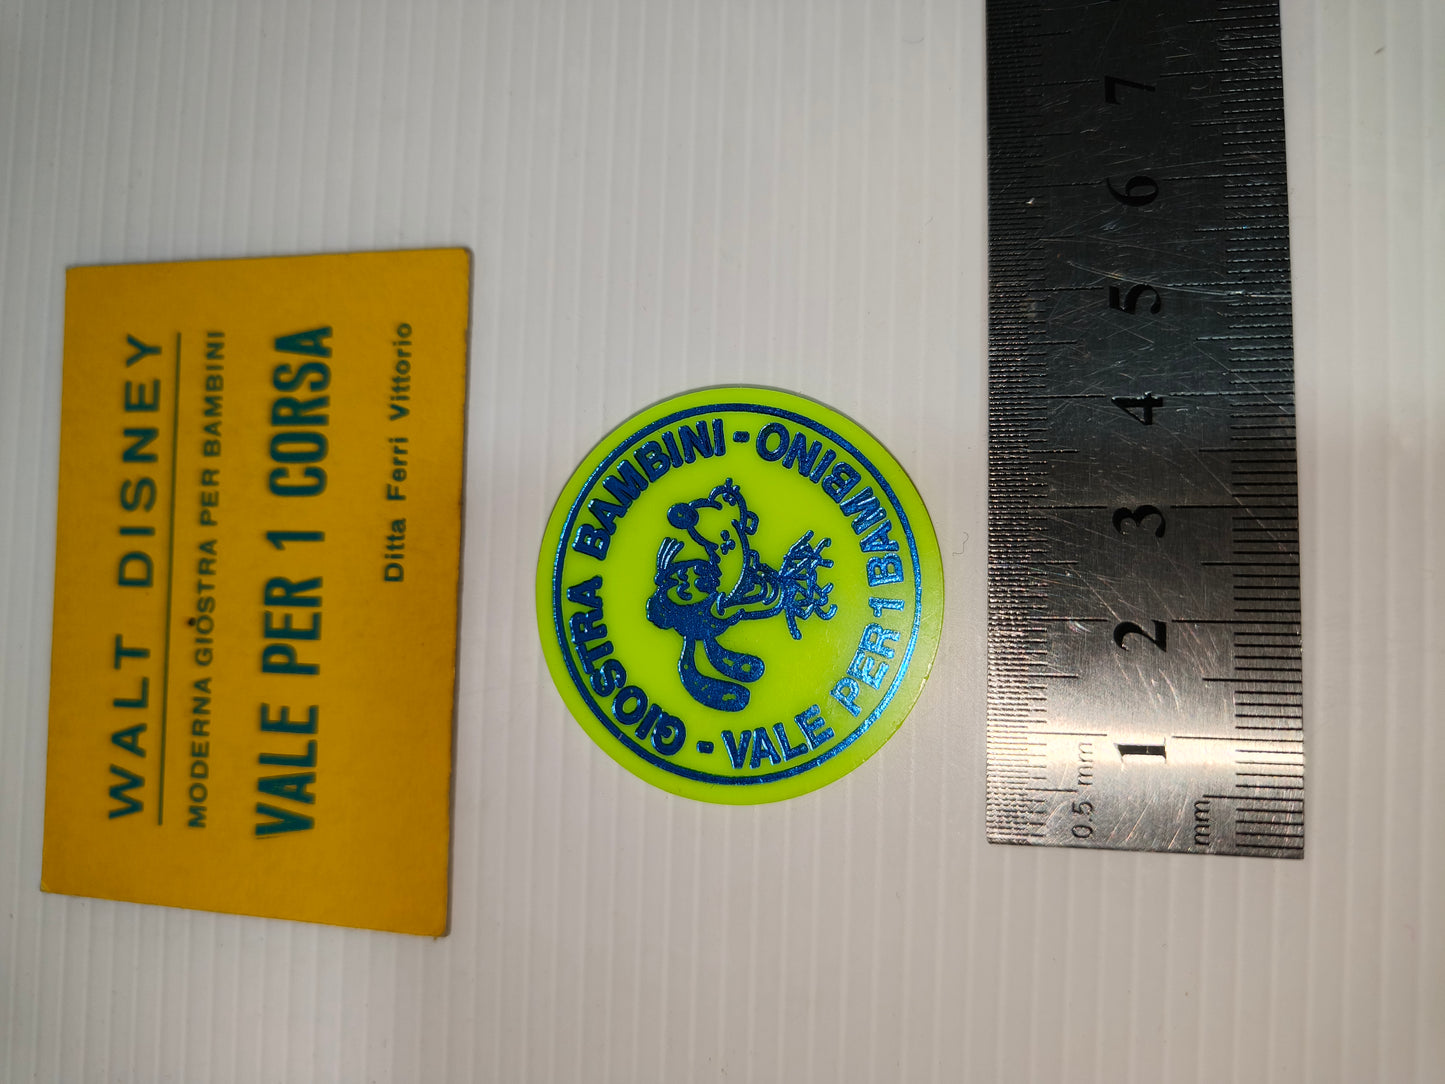 WALT DISNEY
MODERNA GIOSTRA PER BAMBINI
VALE PER 1 CORSA
Ditta Ferri Vittorio
GIOSTRA BAMBINI -
VALE PER 1 BAMBINO -
1 2 3 4 5 6 7
0.5 mm
mm